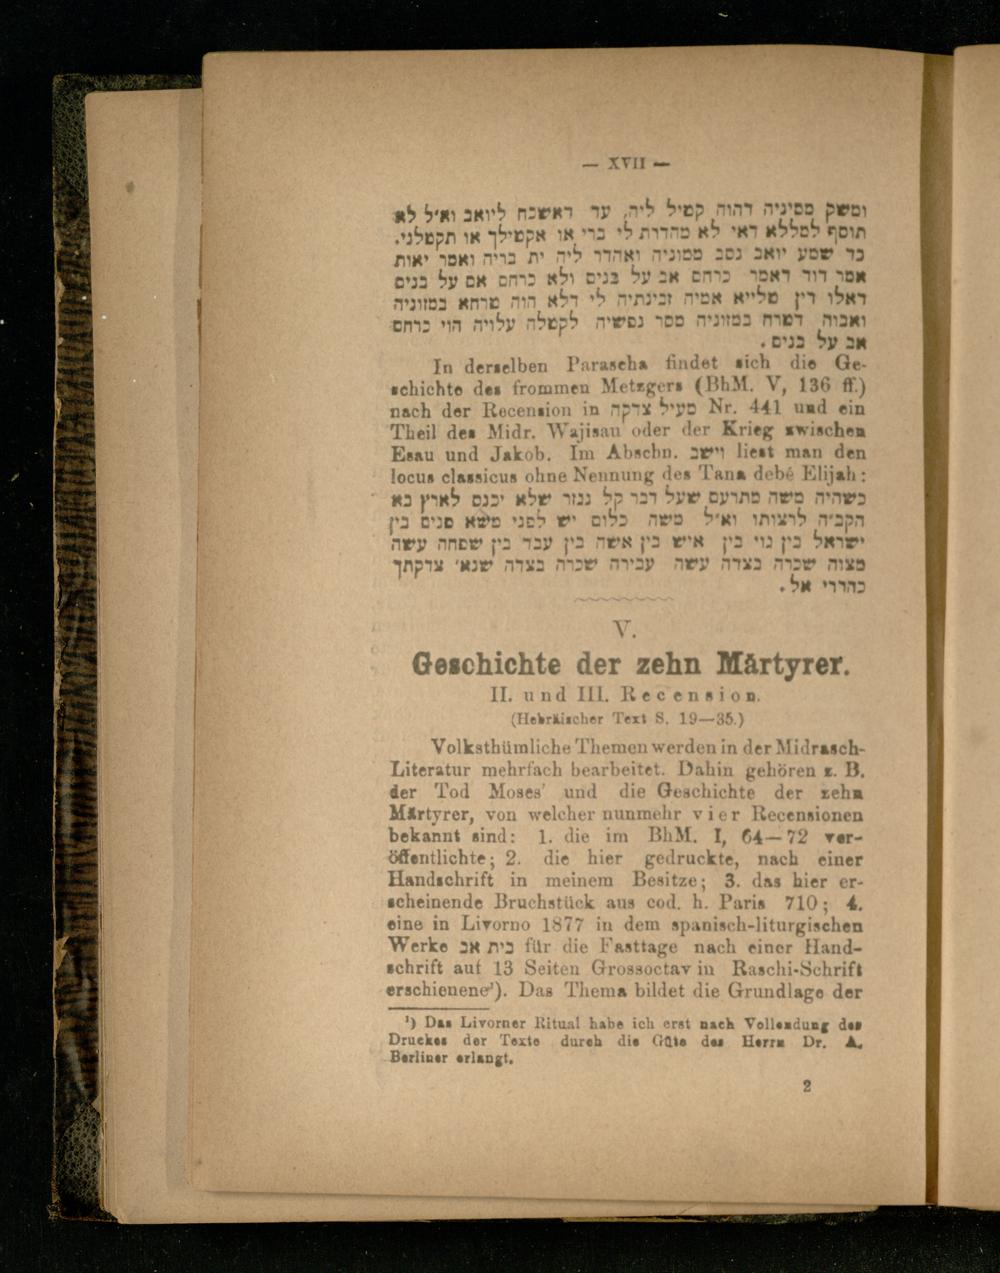 — XVII —
ומשק מסיגיה דהוה קטיל ליה, עד דאשכח ליואב וא״ל לא
תוסף למללא דאי לא מהדרת לי ברי או אקטילך או תקטלני.
כד שמע יואב נסב ממוניה ואהדר ליה ית בריה ואמר יאות
אמר דוד דאמר כרחם אב על בנים ולא כרחם אם על בנים
דאלו דין טלייא אמיה זבינתיה לי דלא הוה טרחא במזוניה
ואבוה דטרח במזוניה מסר נפשיה לקטלה עלויה הוי כרחם
אב על בנים.
In derselben Parascha findet sich die Ge-
schichte des frommen Metzgers (BhM. V, 136 ff.)
nach der Recension in מעיל צדקה Nr. 441 und ein
Theil des Midr. Wajisau oder der Krieg zwischen
Esau und Jakob. Im Abschn. וישב liest man den
locus classicus ohne Nennung des Tana debé Elijah:
כשהיה משה מתרעם שעל דבר קל נגזר שלא יכנס לארץ בא
הקב״ה לרצותו וא״ל משה כלום יש לפני משא פנים בין
ישראל בין גוי בין איש בין אשה בין עבד בין שפחה עשה
מצוה שכרה בצדה עשה עבירה שכרה בצדה שנא׳ צדקתך
כהררי אל.
V.
Geschichte der zehn Märtyrer.
II. und III. Recension.
(Hebräischer Text S. 19—35.)
Volksthümliche Themen werden in der Midrasch-
Literatur mehrfach bearbeitet. Dahin gehören z. B.
der Tod Moses' und die Geschichte der zehn
Märtyrer, von welcher nunmehr vier Recensionen
bekannt sind: 1. die im BhM. I, 64—72 ver-
öffentlichte; 2. die hier gedruckte, nach einer
Handschrift in meinem Besitze; 3. das hier er-
scheinende Bruchstück aus cod. h. Paris 710; 4.
eine in Livorno 1877 in dem spanisch-liturgischen
Werke בית אב für die Fasttage nach einer Hand-
schrift auf 13 Seiten Grossoctav in Raschi-Schrift
erschienene¹). Das Thema bildet die Grundlage der
¹) Das Livorner Ritual habe ich erst nach Vollendung des
Druckes der Texte durch die Güte des Herrn Dr. A.
Berliner erlangt.
2